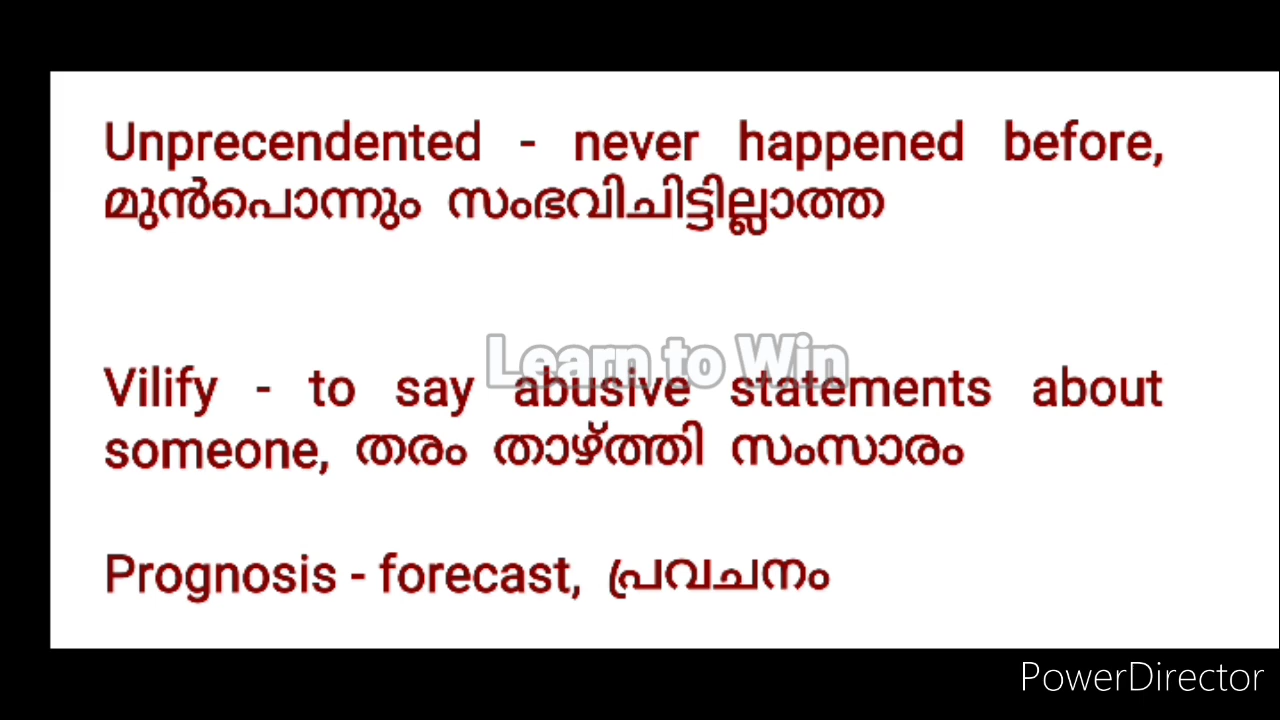 Unprecendented - never happened before,
മുൻപൊന്നും സംഭവിചിട്ടില്ലാത്ത
Learn to Win
Vilify - to say abusive statements about
someone, തരം താഴ്ത്തി സംസാരം
Prognosis - forecast, പ്രവചനം
PowerDirector